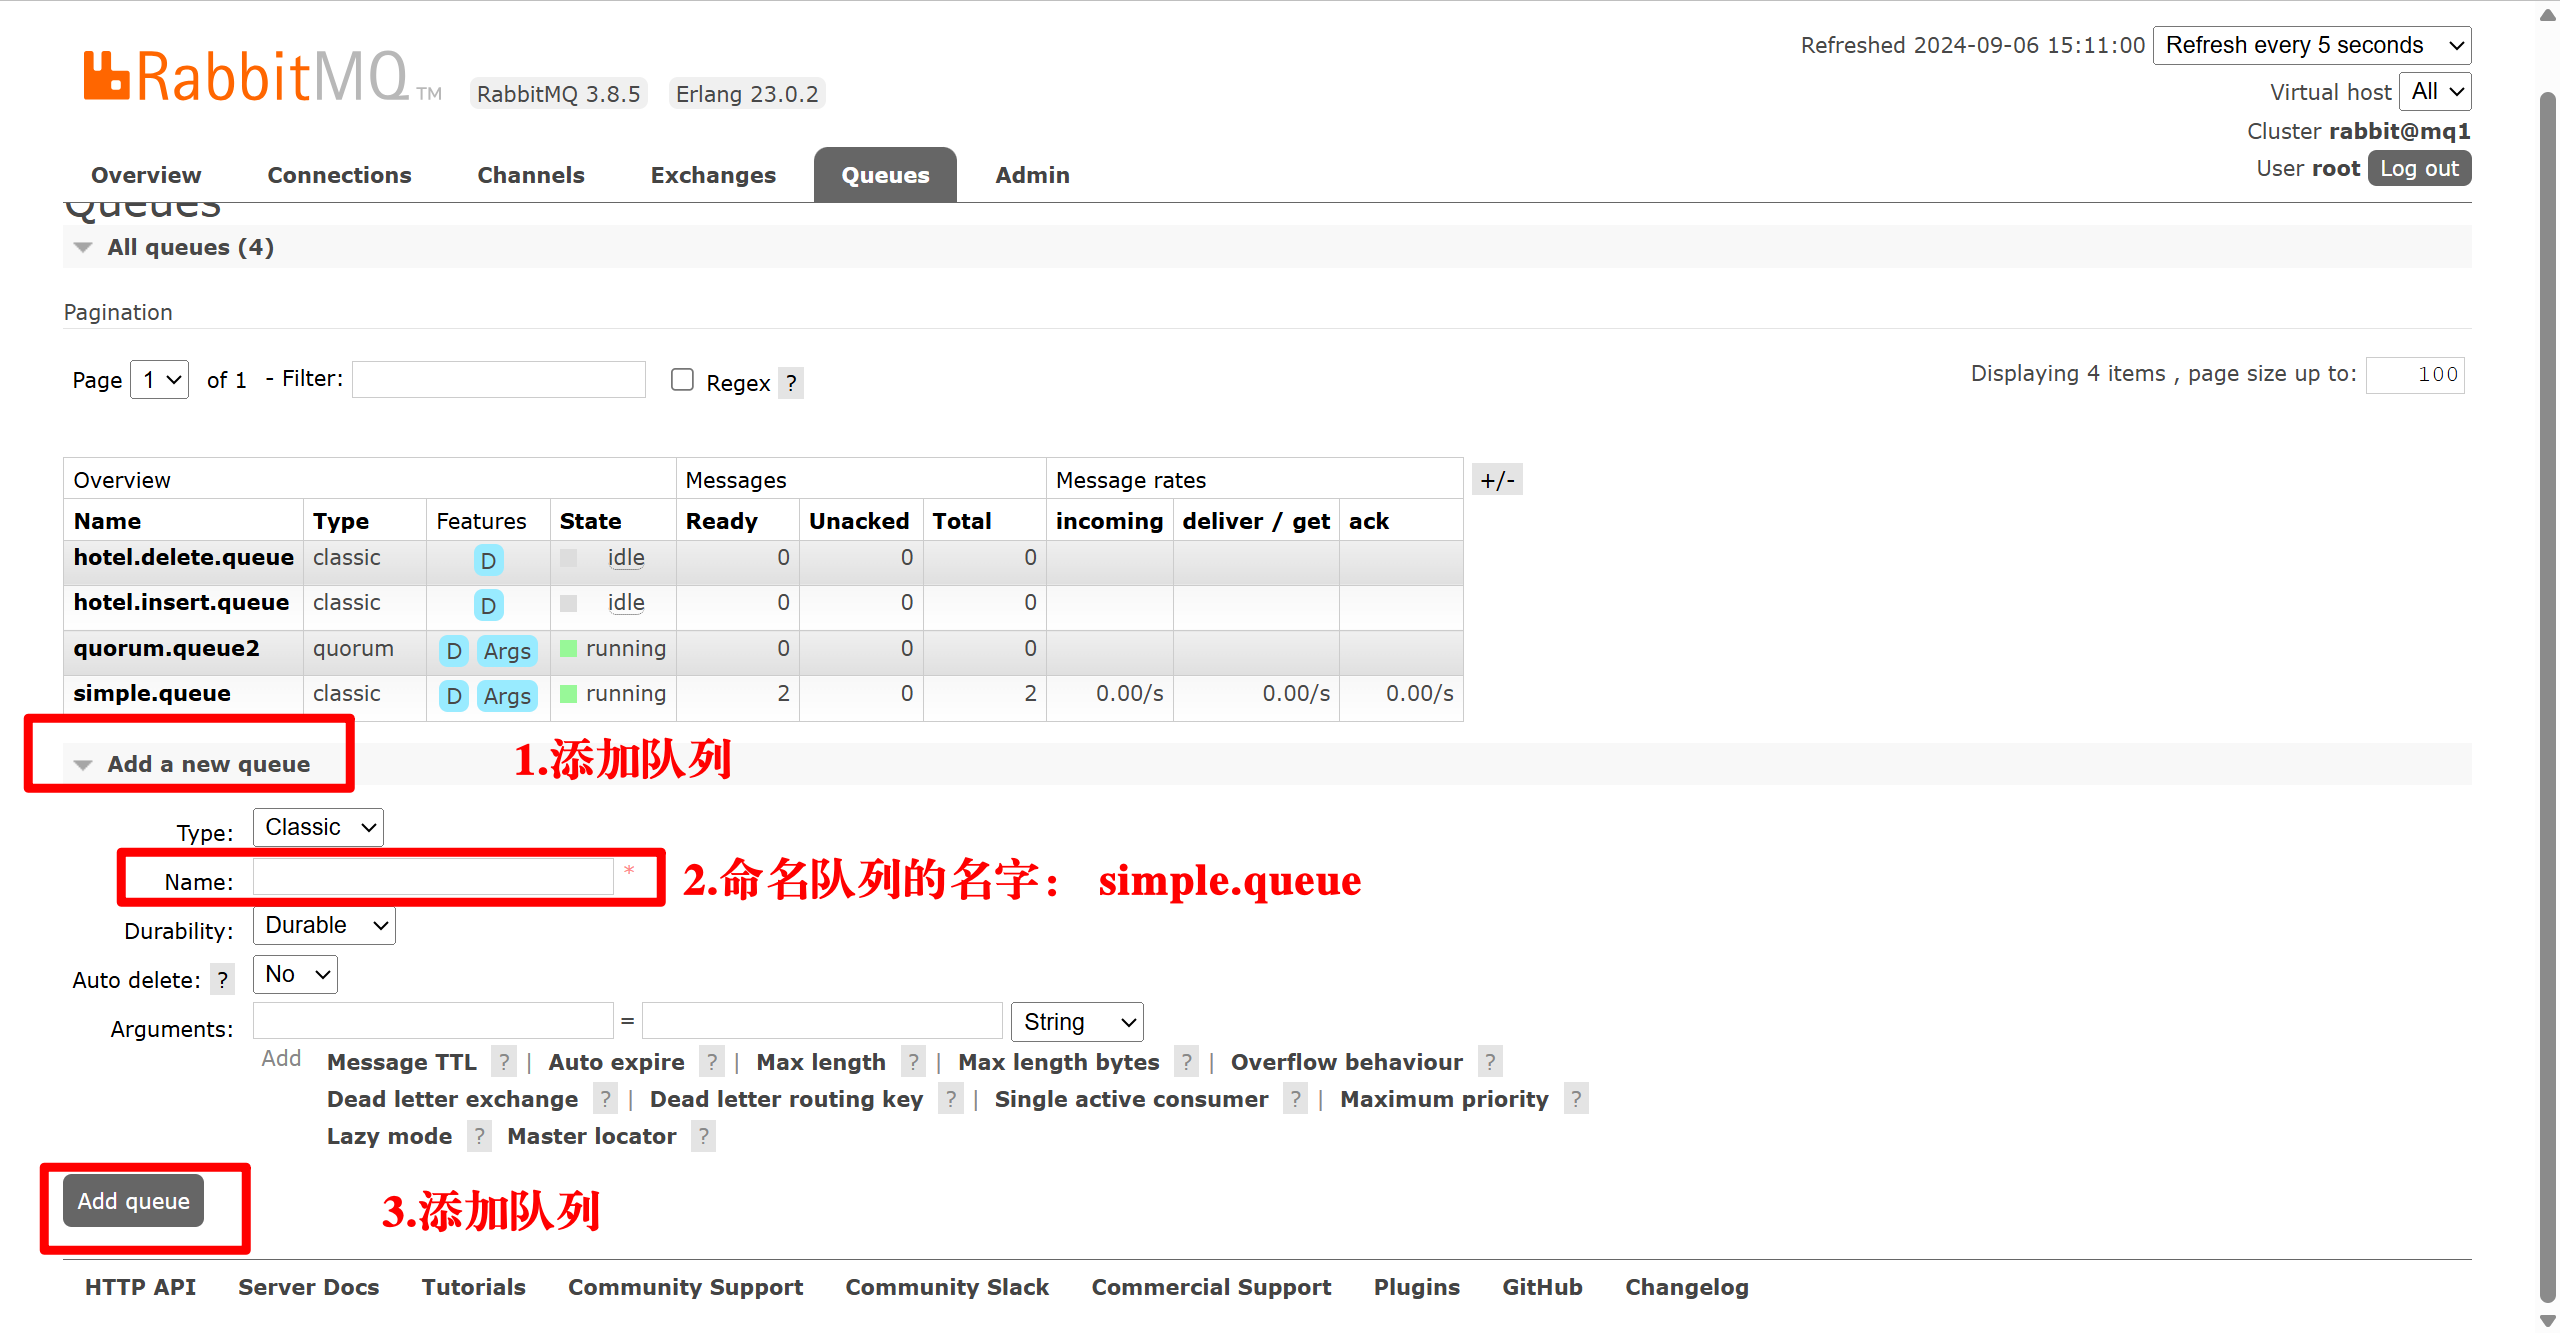 RabbitMQ TM RabbitMQ 3.8.5 Erlang 23.0.2
Refreshed 2024-09-06 15:11:00 Refresh every 5 seconds
Virtual host All
Cluster rabbit@mq1
User root Log out
Overview Connections Channels Exchanges Queues Admin
Queues
All queues (4)
Pagination
Page 1 of 1 - Filter: Regex ? Displaying 4 items , page size up to: 100
Overview Messages Message rates +/-
Name Type Features State Ready Unacked Total incoming deliver / get ack
hotel.delete.queue classic D idle 0 0 0
hotel.insert.queue classic D idle 0 0 0
quorum.queue2 quorum D Args running 0 0 0
simple.queue classic D Args running 2 0 2 0.00/s 0.00/s 0.00/s
Add a new queue 1.添加队列
Type: Classic
Name: * 2.命名队列的名字： simple.queue
Durability: Durable
Auto delete: ? No
Arguments: = String
Add Message TTL ? | Auto expire ? | Max length ? | Max length bytes ? | Overflow behaviour ?
Dead letter exchange ? | Dead letter routing key ? | Single active consumer ? | Maximum priority ?
Lazy mode ? Master locator ?
Add queue 3.添加队列
HTTP API Server Docs Tutorials Community Support Community Slack Commercial Support Plugins GitHub Changelog